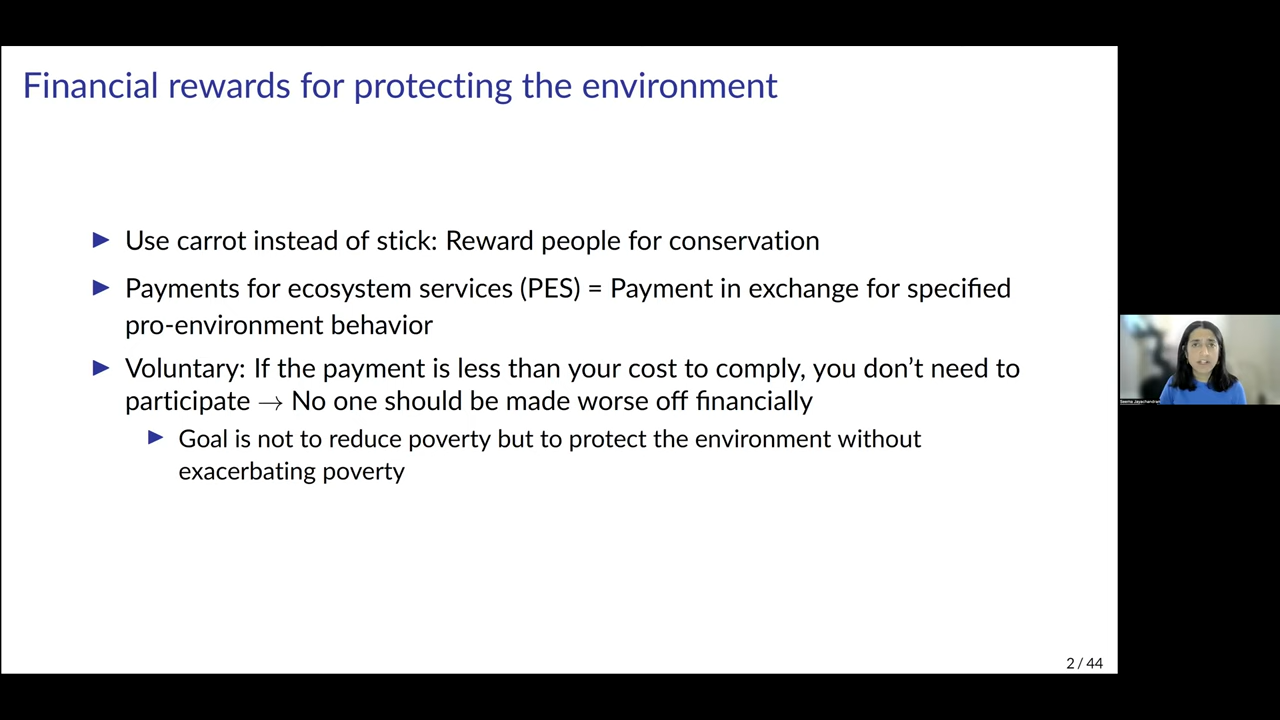 Financial rewards for protecting the environment
▶ Use carrot instead of stick: Reward people for conservation
▶ Payments for ecosystem services (PES) = Payment in exchange for specified
pro-environment behavior
▶ Voluntary: If the payment is less than your cost to comply, you don't need to
participate → No one should be made worse off financially
▶ Goal is not to reduce poverty but to protect the environment without
exacerbating poverty
Seema Jayachandran
2 / 44